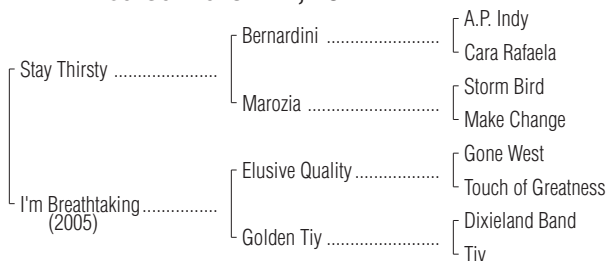 A.P. Indy
Bernardini ........................
Cara Rafaela
Stay Thirsty .....................
Storm Bird
Marozia ...........................
Make Change
Gone West
Elusive Quality .................
Touch of Greatness
I'm Breathtaking ...............
(2005)
Dixieland Band
Golden Tiy .......................
Tiy